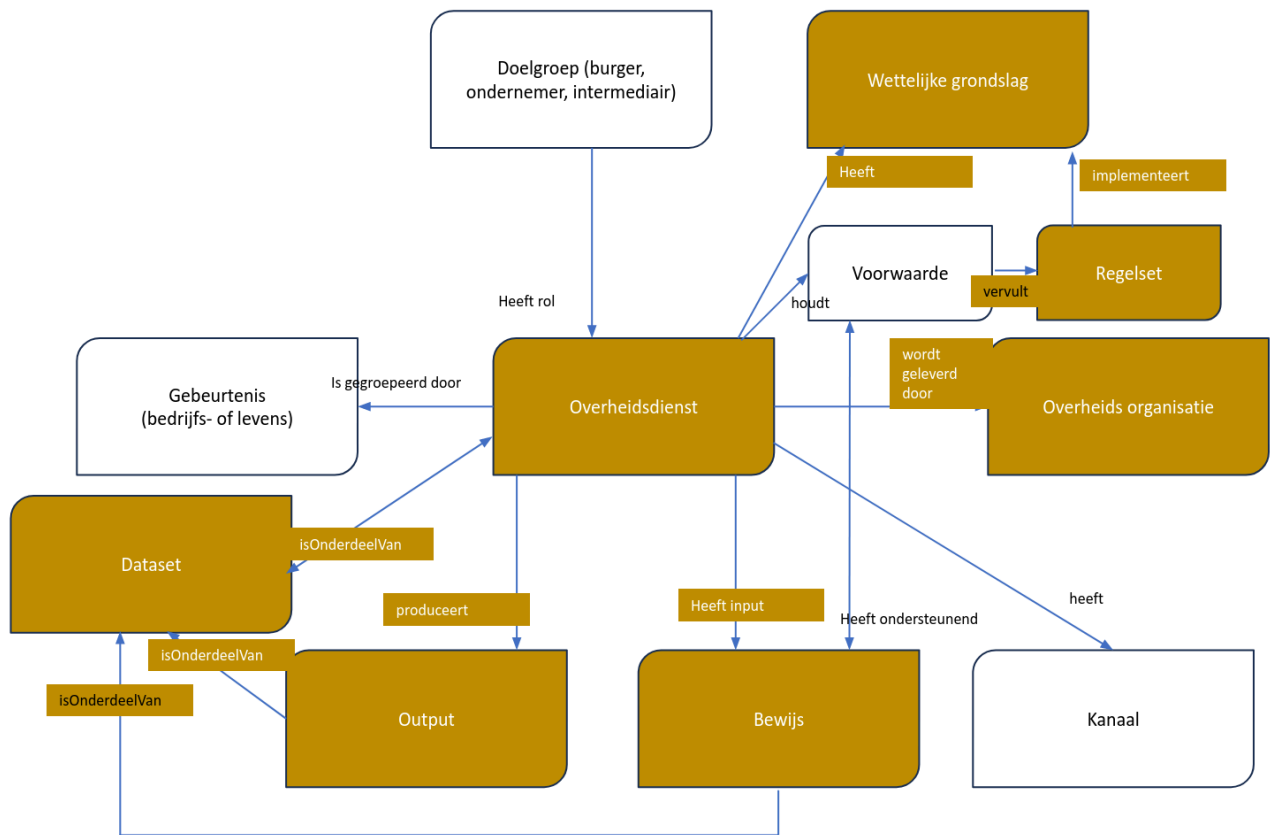 Doelgroep (burger,
ondernemer, intermediair)
Wettelijke grondslag
Heeft
implementeert
Voorwaarde
Regelset
vervult
houdt
Heeft rol
wordt
geleverd
door
Gebeurtenis
(bedrijfs- of levens)
Is gegroepeerd door
Overheidsdienst
Overheids organisatie
Dataset
isOnderdeelVan
produceert
Heeft input
heeft
Heeft ondersteunend
isOnderdeelVan
isOnderdeelVan
Output
Bewijs
Kanaal